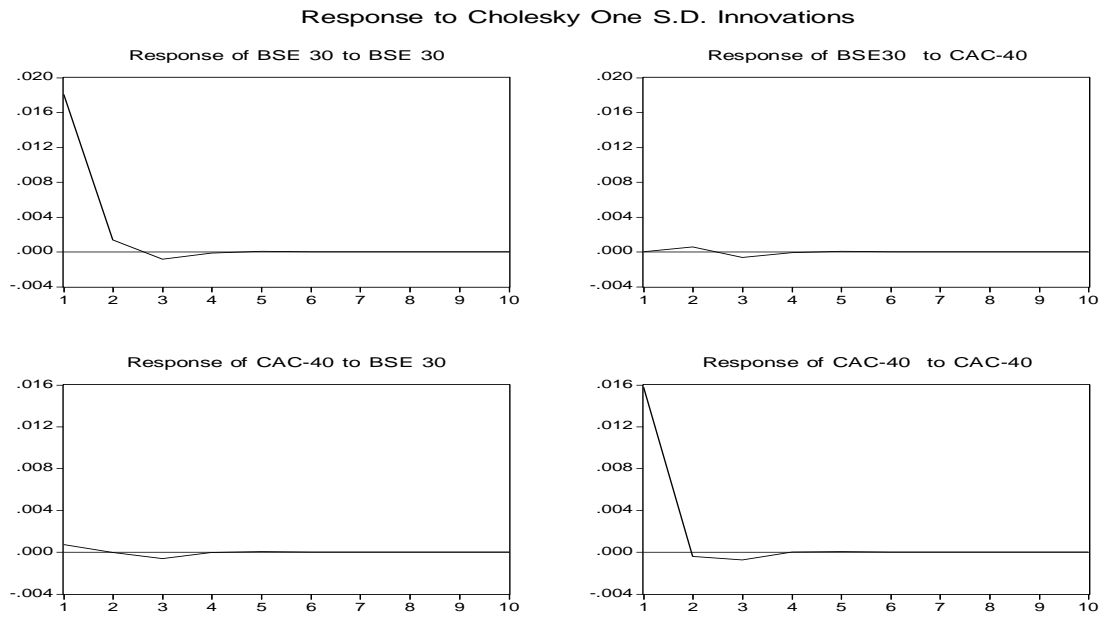 Response to Cholesky One S.D. Innovations
Response of BSE 30 to BSE 30
.020
.016
.012
.008
.004
.000
-.004
1 2 3 4 5 6 7 8 9 10
Response of BSE30 to CAC-40
.020
.016
.012
.008
.004
.000
-.004
1 2 3 4 5 6 7 8 9 10
Response of CAC-40 to BSE 30
.016
.012
.008
.004
.000
-.004
1 2 3 4 5 6 7 8 9 10
Response of CAC-40 to CAC-40
.016
.012
.008
.004
.000
-.004
1 2 3 4 5 6 7 8 9 10